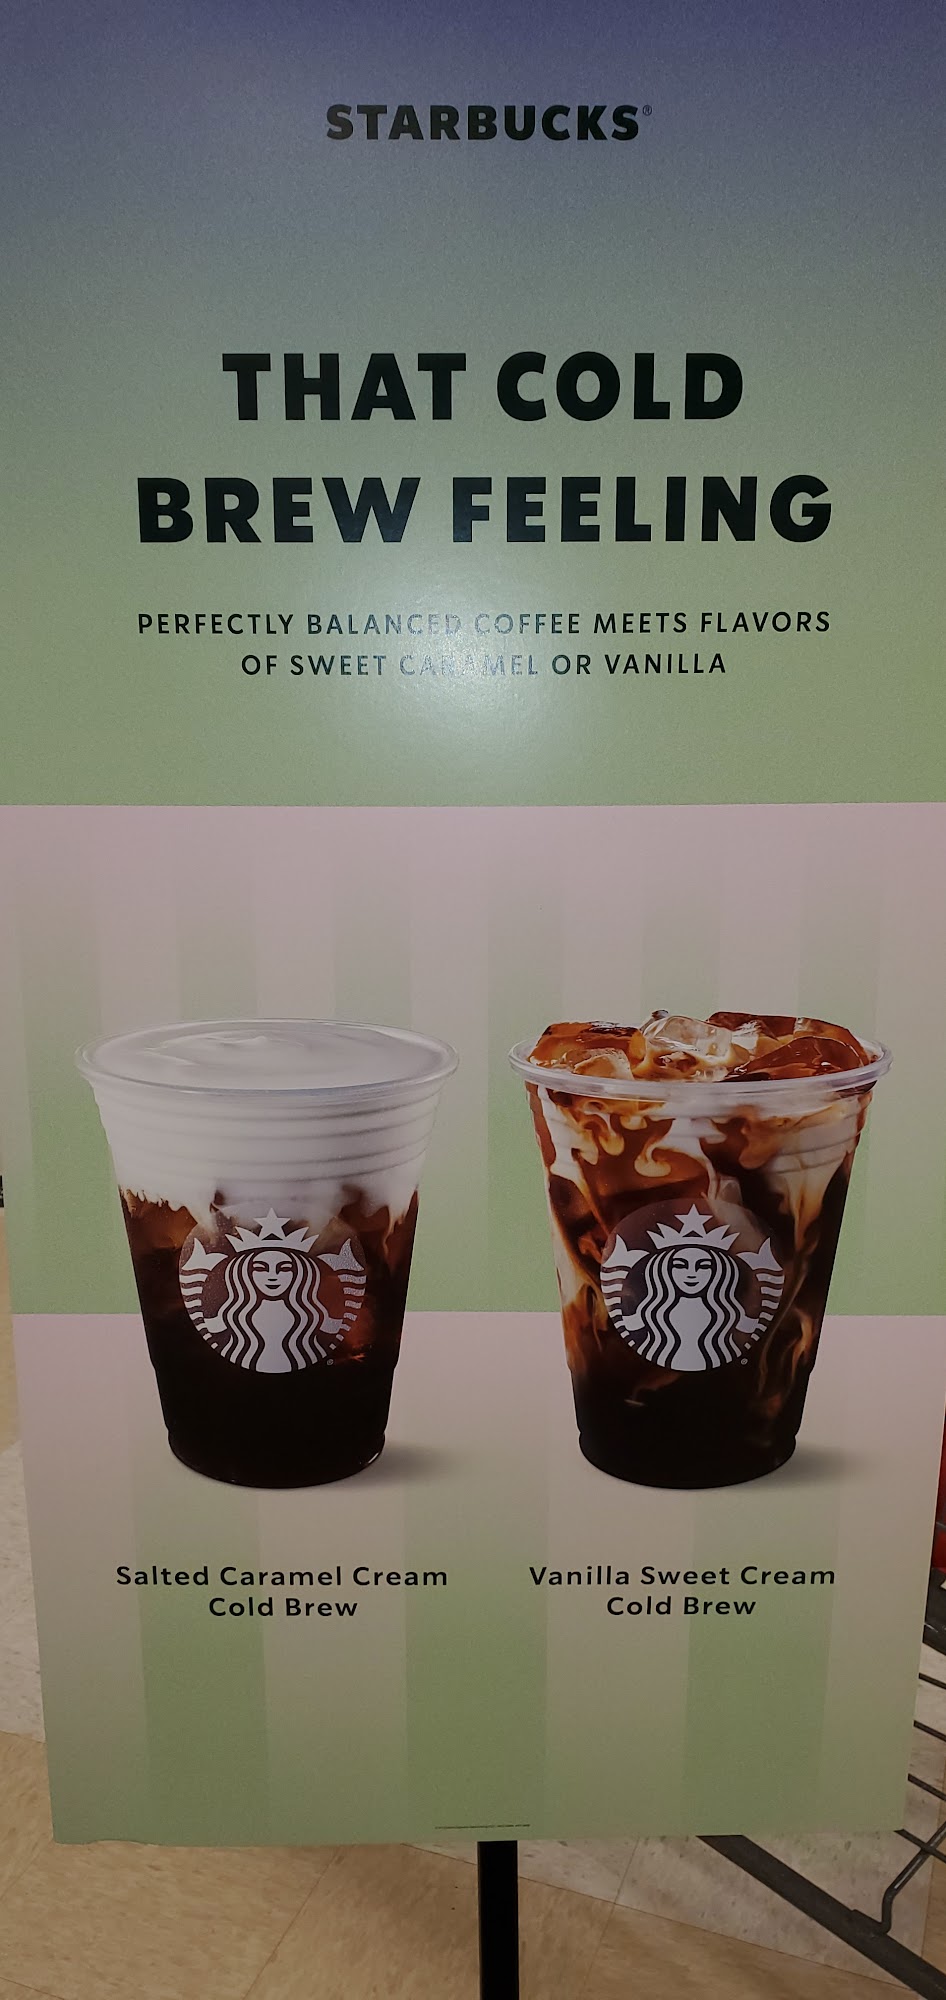 STARBUCKS®
THAT COLD
BREW FEELING
PERFECTLY BALANCED COFFEE MEETS FLAVORS
OF SWEET CARAMEL OR VANILLA
Salted Caramel Cream
Cold Brew
Vanilla Sweet Cream
Cold Brew